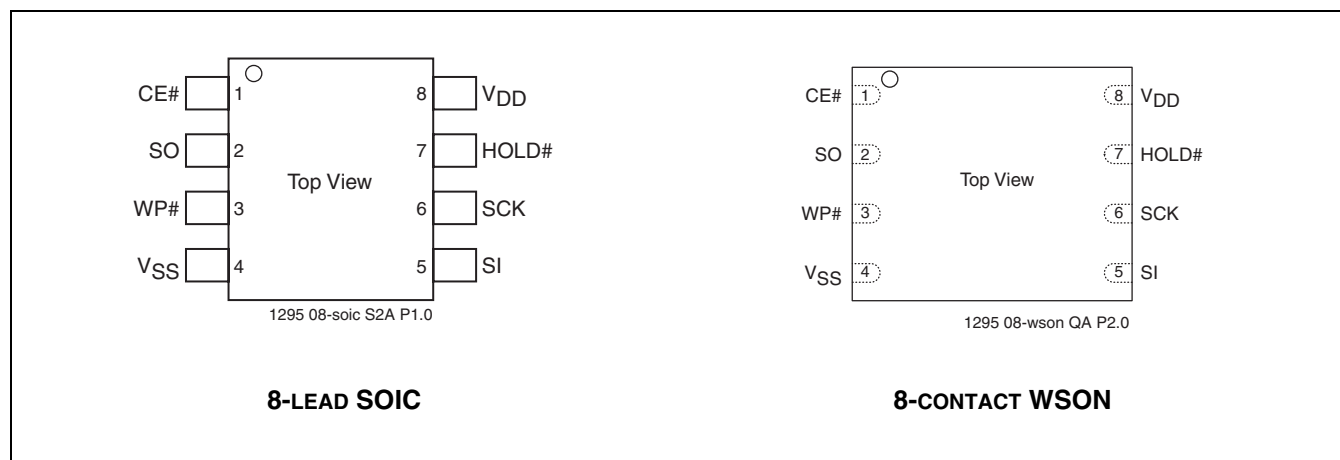 CE# 1 8 VDD
SO 2 7 HOLD#
Top View
WP# 3 6 SCK
VSS 4 5 SI
1295 08-soic S2A P1.0
8-LEAD SOIC
CE# 1 8 VDD
SO 2 7 HOLD#
Top View
WP# 3 6 SCK
VSS 4 5 SI
1295 08-wson QA P2.0
8-CONTACT WSON